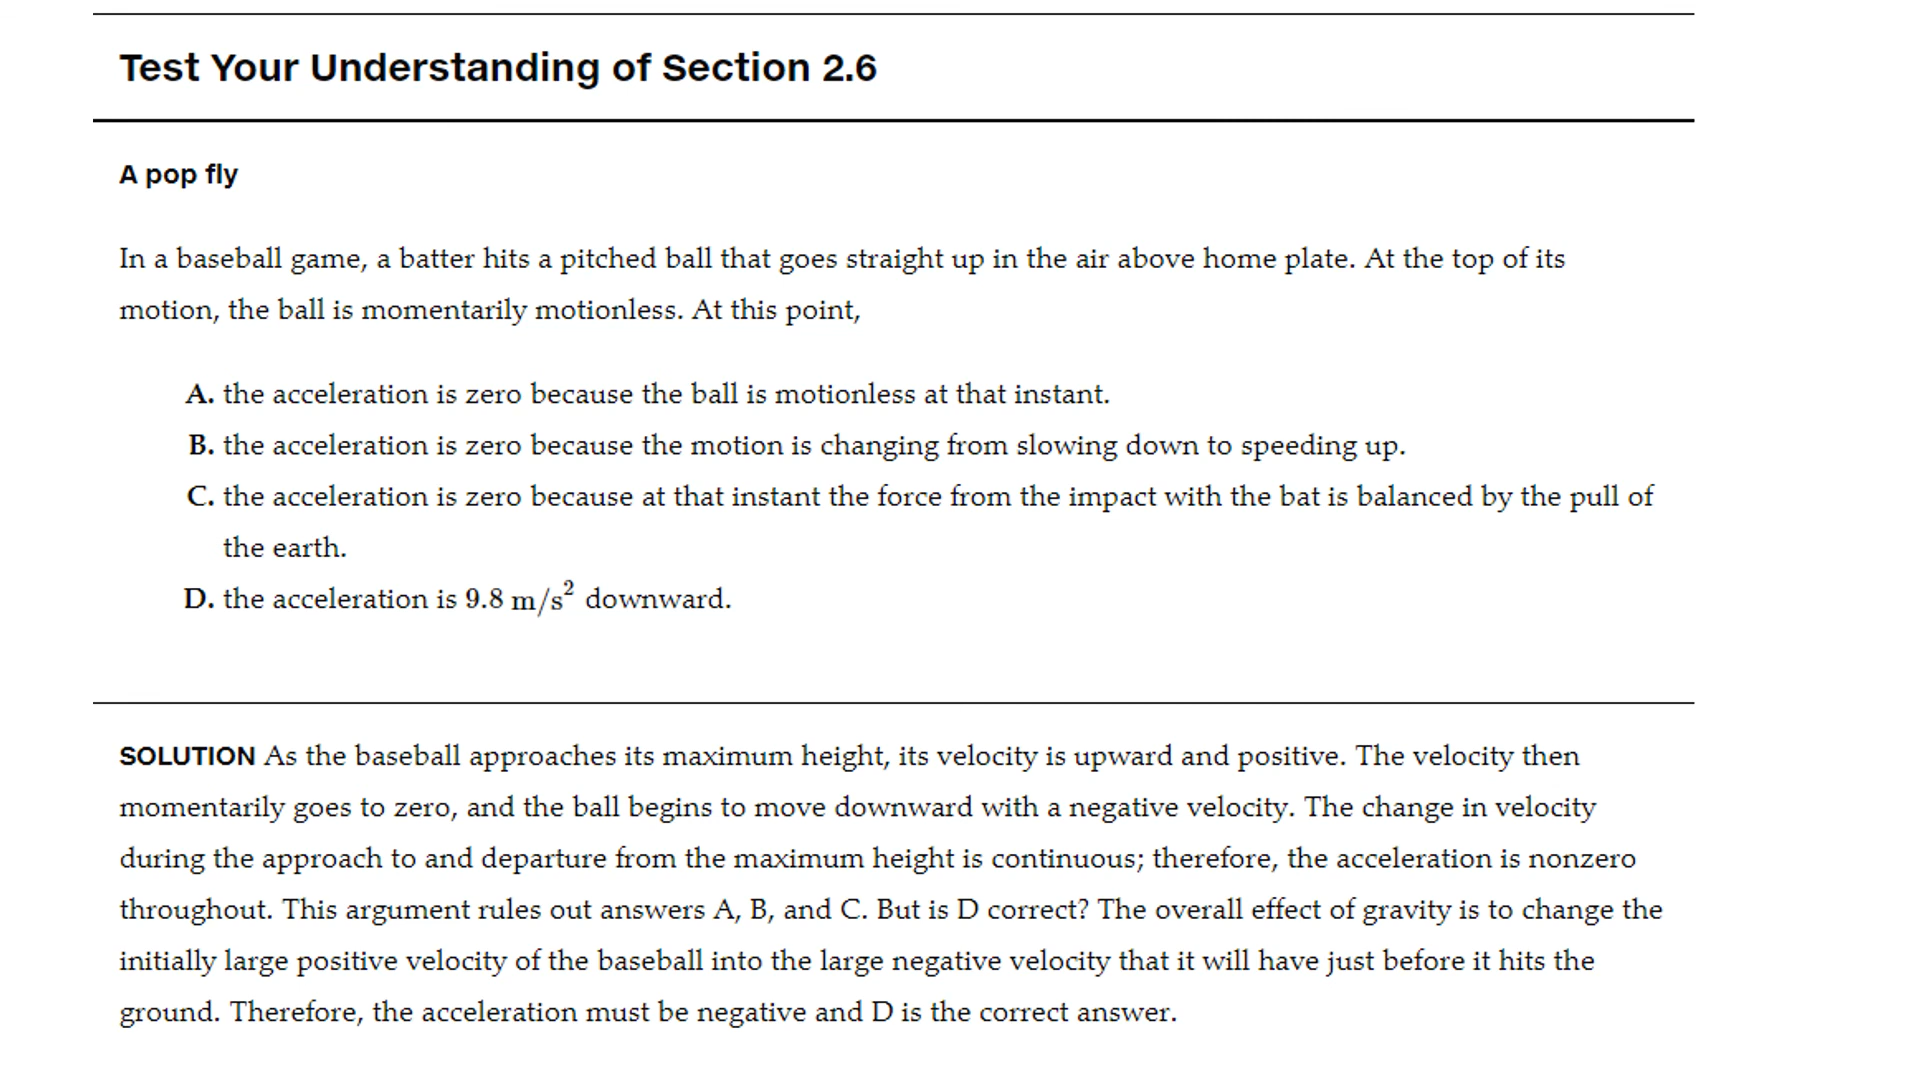 Test Your Understanding of Section 2.6
A pop fly
In a baseball game, a batter hits a pitched ball that goes straight up in the air above home plate. At the top of its
motion, the ball is momentarily motionless. At this point,
A. the acceleration is zero because the ball is motionless at that instant.
B. the acceleration is zero because the motion is changing from slowing down to speeding up.
C. the acceleration is zero because at that instant the force from the impact with the bat is balanced by the pull of
the earth.
D. the acceleration is 9.8 m/s² downward.
SOLUTION As the baseball approaches its maximum height, its velocity is upward and positive. The velocity then
momentarily goes to zero, and the ball begins to move downward with a negative velocity. The change in velocity
during the approach to and departure from the maximum height is continuous; therefore, the acceleration is nonzero
throughout. This argument rules out answers A, B, and C. But is D correct? The overall effect of gravity is to change the
initially large positive velocity of the baseball into the large negative velocity that it will have just before it hits the
ground. Therefore, the acceleration must be negative and D is the correct answer.